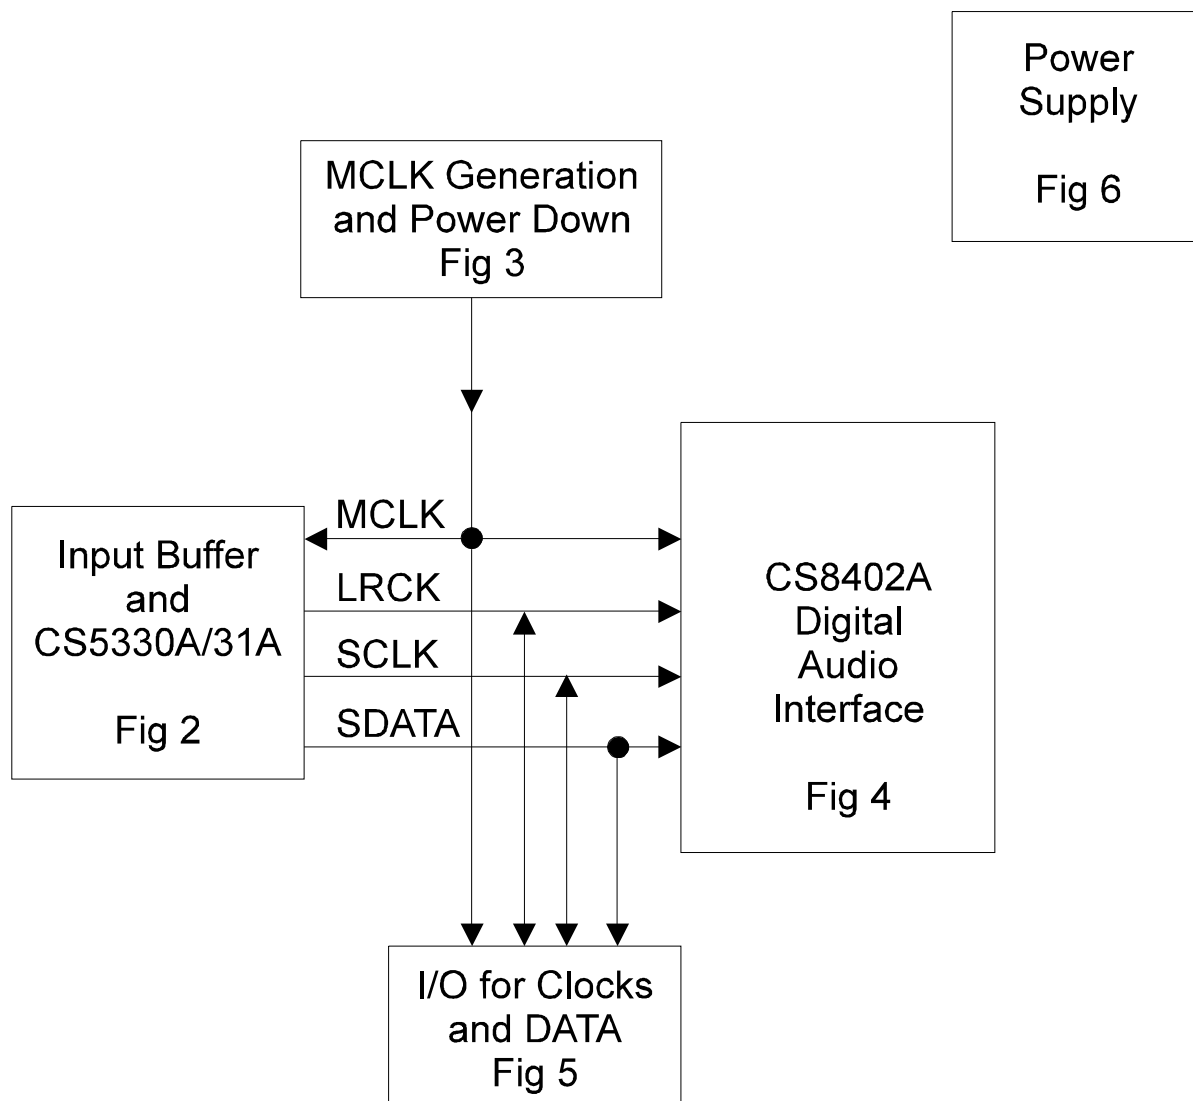 Power
Supply
Fig 6
MCLK Generation
and Power Down
Fig 3
Input Buffer
and
CS5330A/31A
Fig 2
MCLK
LRCK
SCLK
SDATA
CS8402A
Digital
Audio
Interface
Fig 4
I/O for Clocks
and DATA
Fig 5